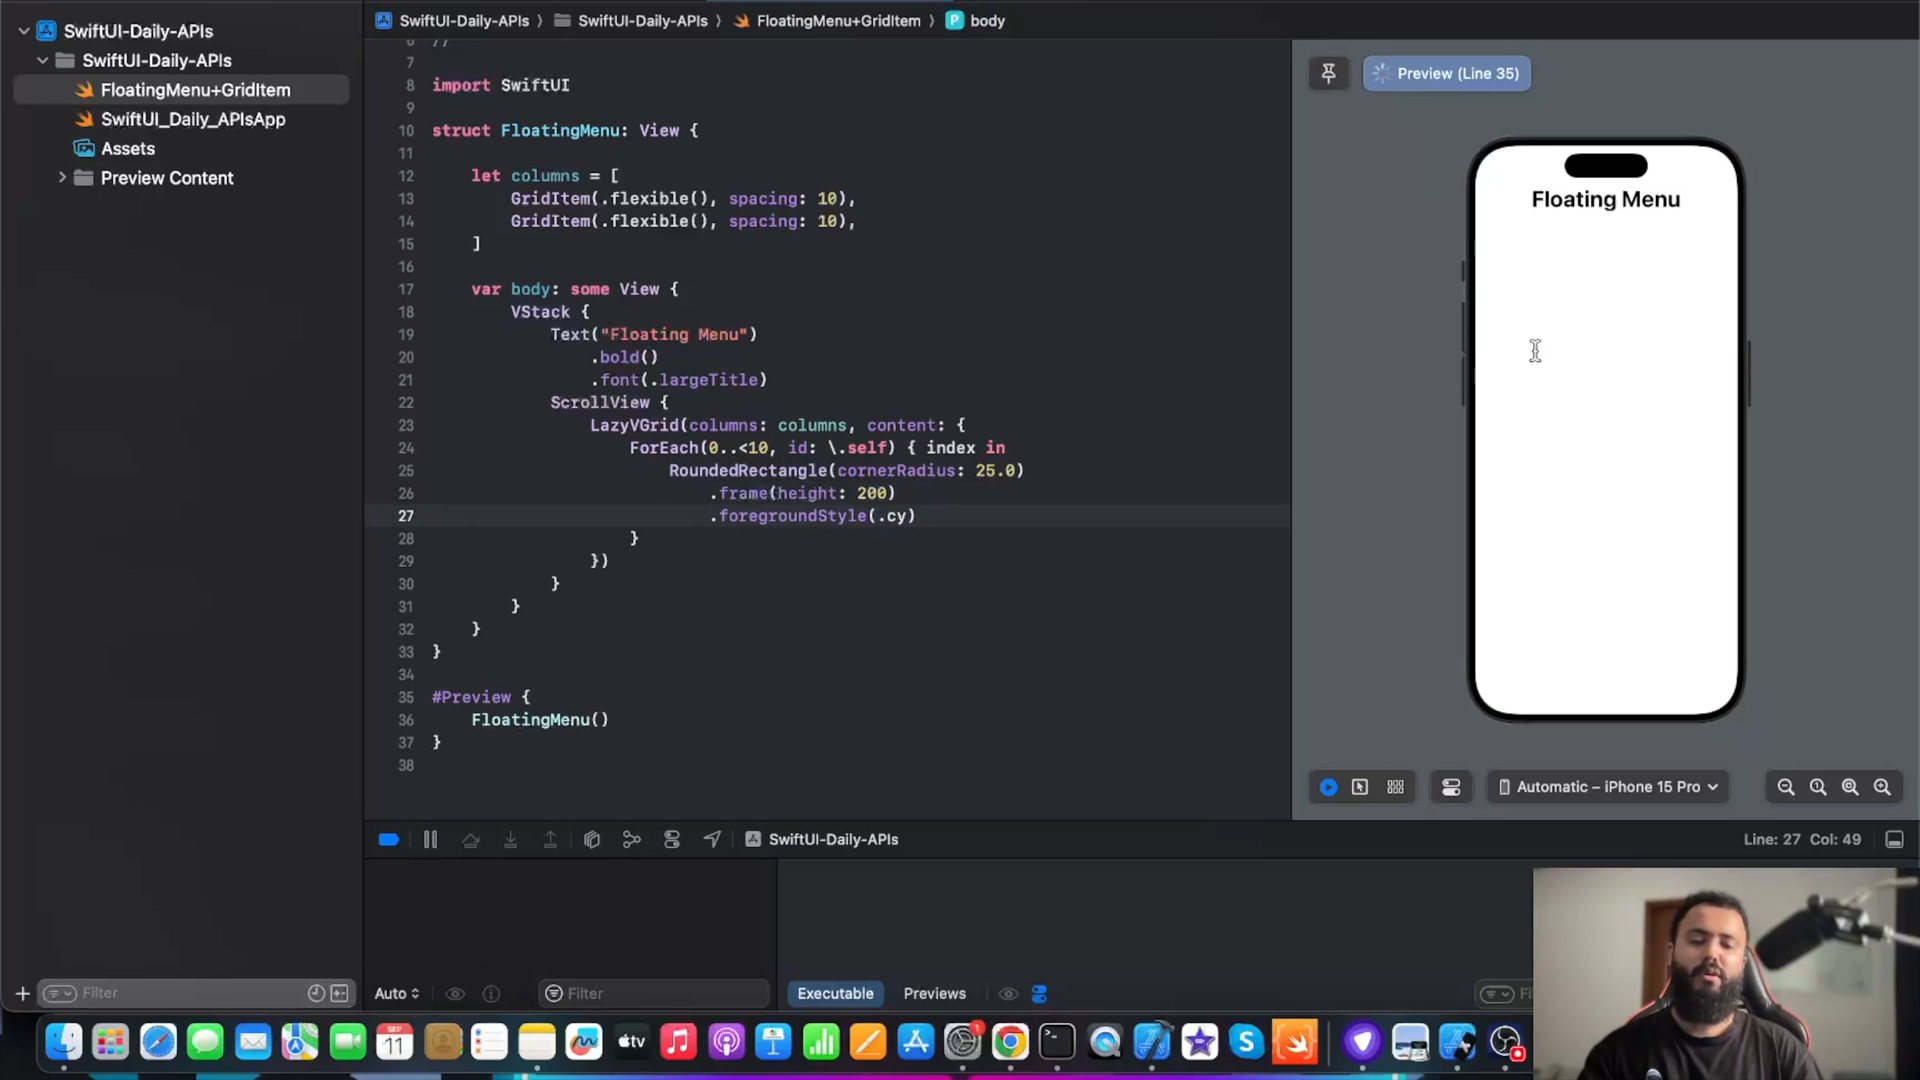 SwiftUI-Daily-APIs
SwiftUI-Daily-APIs
FloatingMenu+GridItem
SwiftUI_Daily_APIsApp
Assets
Preview Content
Filter
SwiftUI-Daily-APIs 〉 SwiftUI-Daily-APIs 〉 FloatingMenu+GridItem 〉 P body
6 //
7
8 import SwiftUI
9
10 struct FloatingMenu: View {
11
12 let columns = [
13 GridItem(.flexible(), spacing: 10),
14 GridItem(.flexible(), spacing: 10),
15 ]
16
17 var body: some View {
18 VStack {
19 Text("Floating Menu")
20 .bold()
21 .font(.largeTitle)
22 ScrollView {
23 LazyVGrid(columns: columns, content: {
24 ForEach(0..<10, id: \.self) { index in
25 RoundedRectangle(cornerRadius: 25.0)
26 .frame(height: 200)
27 .foregroundStyle(.cy)
28 }
29 })
30 }
31 }
32 }
33 }
34
35 #Preview {
36 FloatingMenu()
37 }
38
Preview (Line 35)
Floating Menu
Automatic – iPhone 15 Pro
SwiftUI-Daily-APIs
Line: 27 Col: 49
Auto
Filter
Executable
Previews
Fi
SEP
11
tv
1